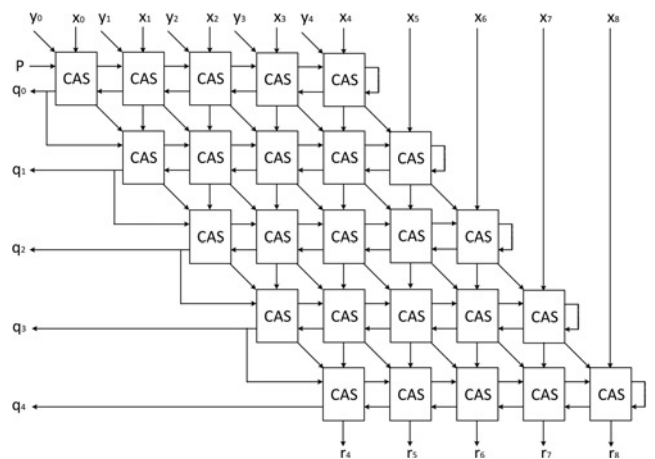 y₀ x₀ y₁ x₁ y₂ x₂ y₃ x₃ y₄ x₄ x₅ x₆ x₇ x₈
P CAS CAS CAS CAS CAS
q₀
CAS CAS CAS CAS CAS
q₁
CAS CAS CAS CAS CAS
q₂
CAS CAS CAS CAS CAS
q₃
CAS CAS CAS CAS CAS
q₄
r₄ r₅ r₆ r₇ r₈